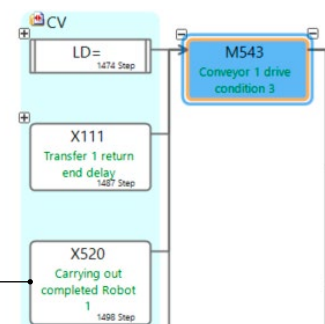 CV
LD=
1474 Step
M543
Conveyor 1 drive
condition 3
X111
Transfer 1 return
end delay
1487 Step
X520
Carrying out
completed Robot
1
1498 Step